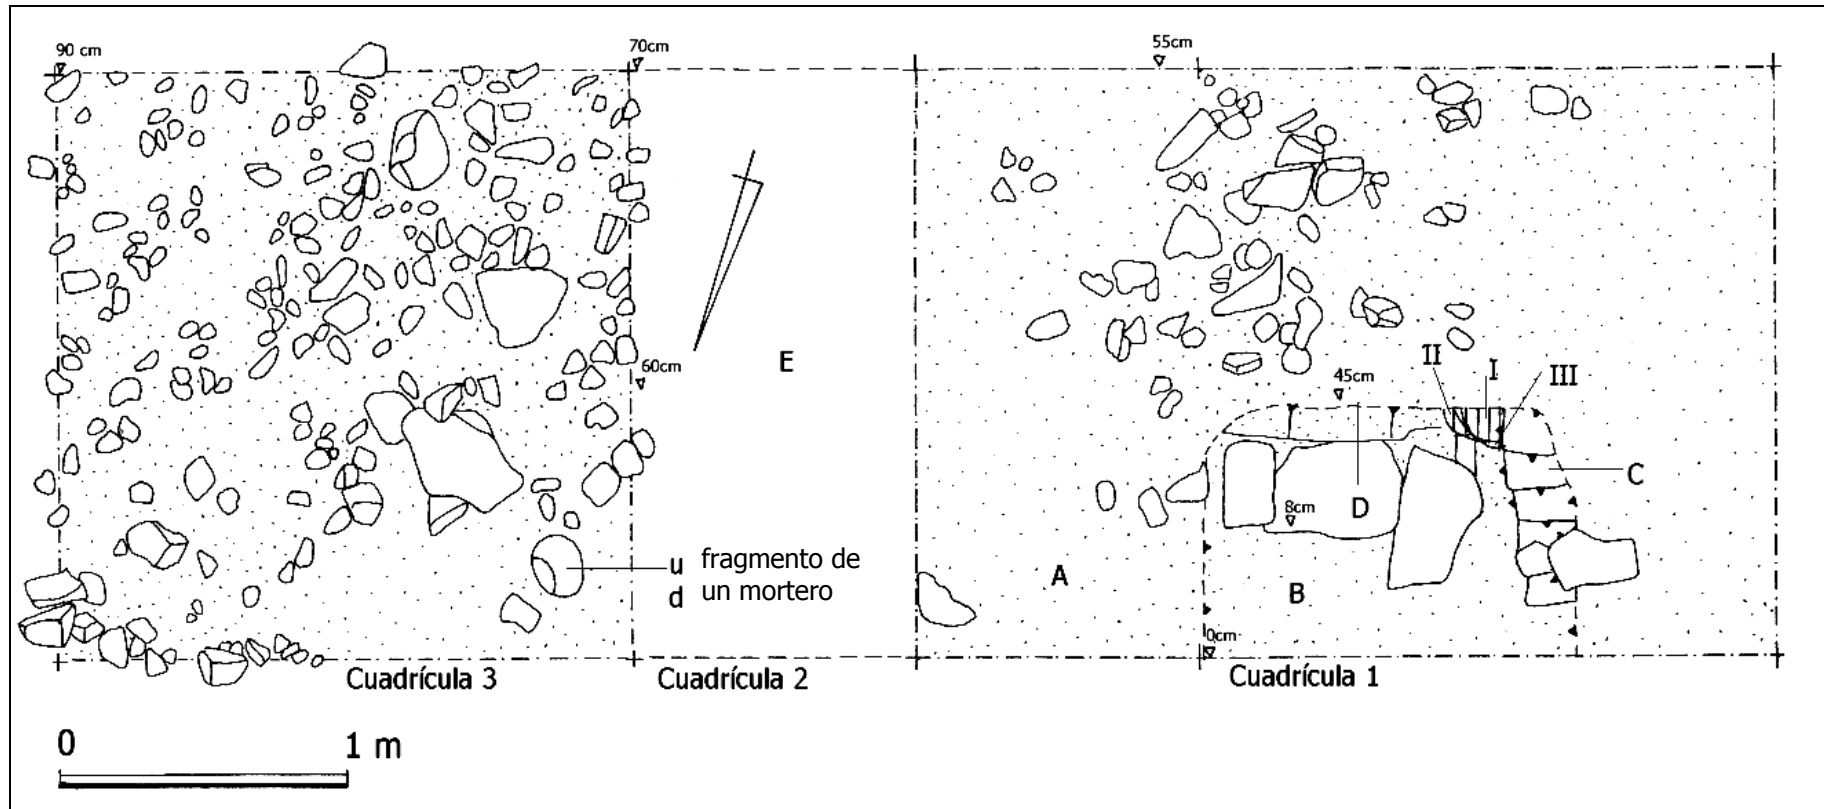 90 cm
70cm
55cm
60cm
E
II
I
III
45cm
C
8cm
D
u fragmento de
d un mortero
A
B
0cm
Cuadrícula 3
Cuadrícula 2
Cuadrícula 1
0
1 m